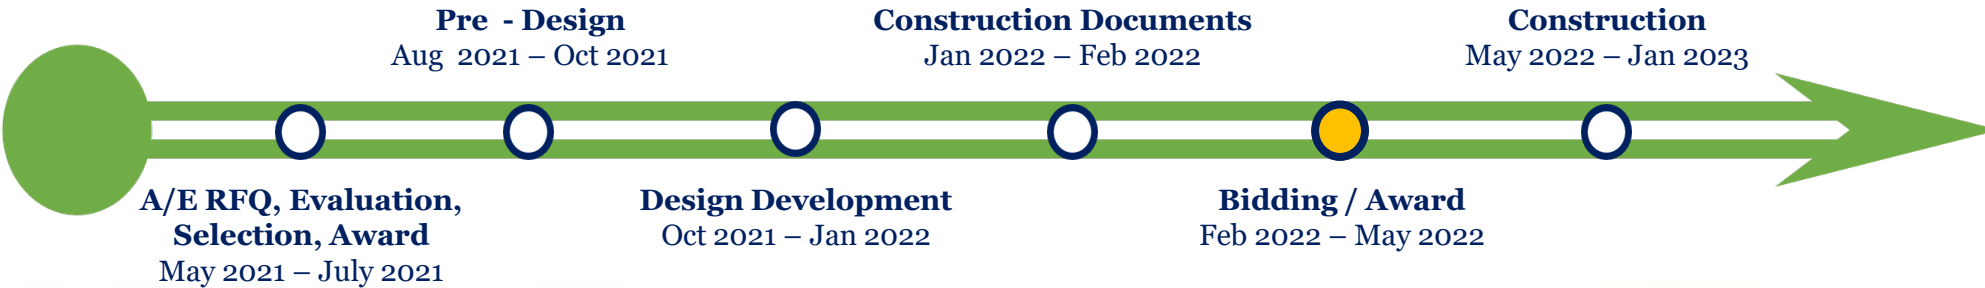 Pre - Design
Aug 2021 – Oct 2021
Construction Documents
Jan 2022 – Feb 2022
Construction
May 2022 – Jan 2023
A/E RFQ, Evaluation,
Selection, Award
May 2021 – July 2021
Design Development
Oct 2021 – Jan 2022
Bidding / Award
Feb 2022 – May 2022